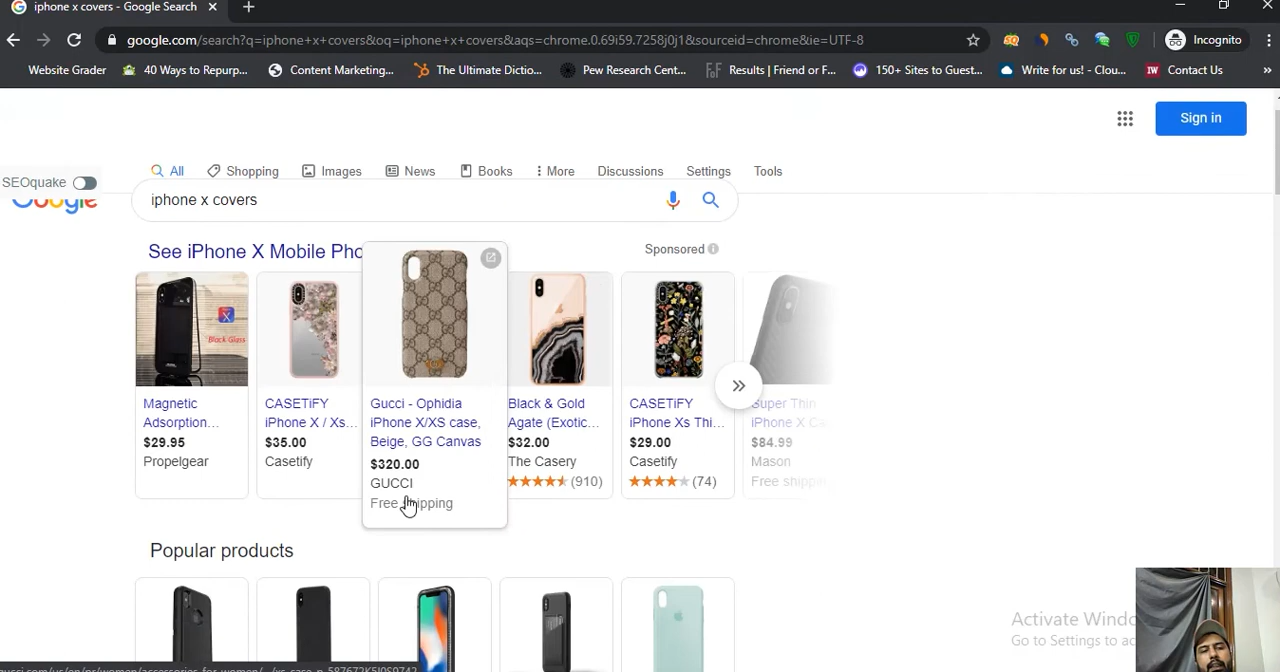 iphone x covers - Google Search
google.com/search?q=iphone+x+covers&oq=iphone+x+covers&aqs=chrome.0.69i59.7258j0j1&sourceid=chrome&ie=UTF-8
Incognito
Website Grader
40 Ways to Repurp...
Content Marketing...
The Ultimate Dictio...
Pew Research Cent...
FoF
Results | Friend or F...
150+ Sites to Guest...
Write for us! - Clou...
IW
Contact Us
»
Sign in
All
Shopping
Images
News
Books
More
Discussions
Settings
Tools
SEOquake
Google
iphone x covers
See iPhone X Mobile Pho
Sponsored
Magnetic
Adsorption...
$29.95
Propelgear
CASETiFY
iPhone X / Xs...
$35.00
Casetify
Gucci - Ophidia
iPhone X/XS case,
Beige, GG Canvas
$320.00
GUCCI
Free shipping
Black & Gold
Agate (Exotic...
$32.00
The Casery
(910)
CASETiFY
iPhone Xs Thi...
$29.00
Casetify
(74)
Super Thin
iPhone X
$84.99
Mason
Free shippin
Black Glass
Popular products
Activate Windo
Go to Settings to ac